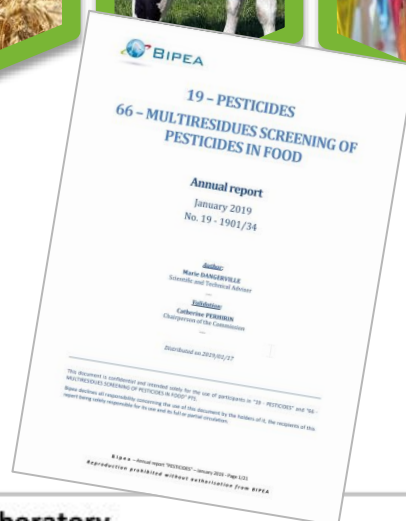 BIPEA
19 – PESTICIDES
66 – MULTIRESIDUES SCREENING OF
PESTICIDES IN FOOD
Annual report
January 2019
No. 19 - 1901/34
Author:
Marie DANGERVILLE
Scientific and Technical Adviser
Validation:
Catherine PERRIN
Chairperson of the Commission
Distributed on 2019/01/17
This document is confidential and intended solely for the use of participants in "19 - PESTICIDES" and "66 -
MULTIRESIDUES SCREENING OF PESTICIDES IN FOOD" PTS.
Bipea declines all responsibility concerning the use of this document by the holders of it, the recipients of this
report being solely responsible for its use and its full or partial circulation.
Bipea – Annual report "PESTICIDES" – January 2019 - Page 1/21
Reproduction prohibited without authorisation from BIPEA